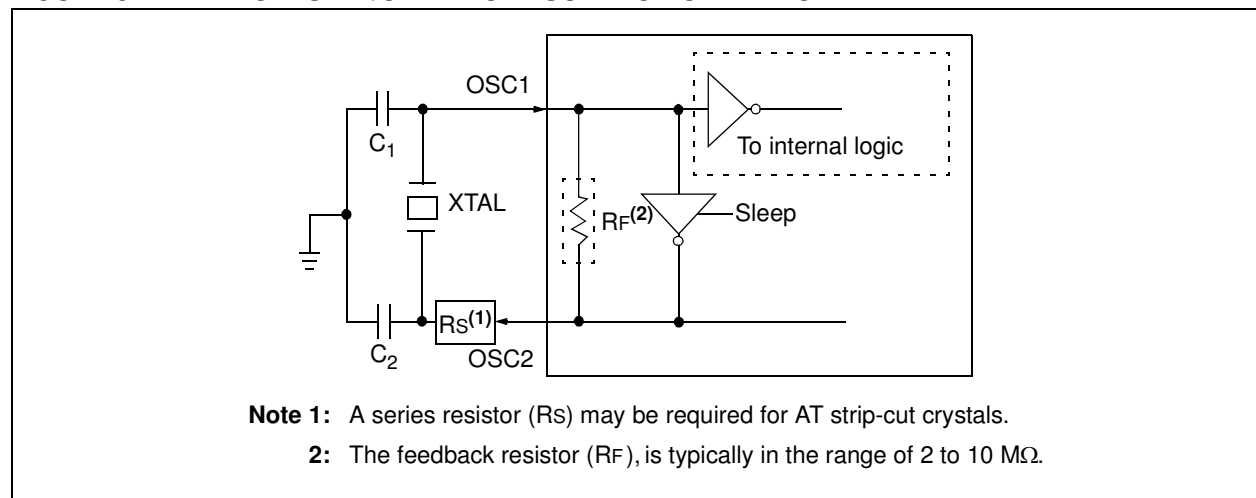 OSC1
C1
To internal logic
XTAL
RF(2)
Sleep
RS(1)
C2
OSC2
Note 1: A series resistor (RS) may be required for AT strip-cut crystals.
2: The feedback resistor (RF), is typically in the range of 2 to 10 MΩ.